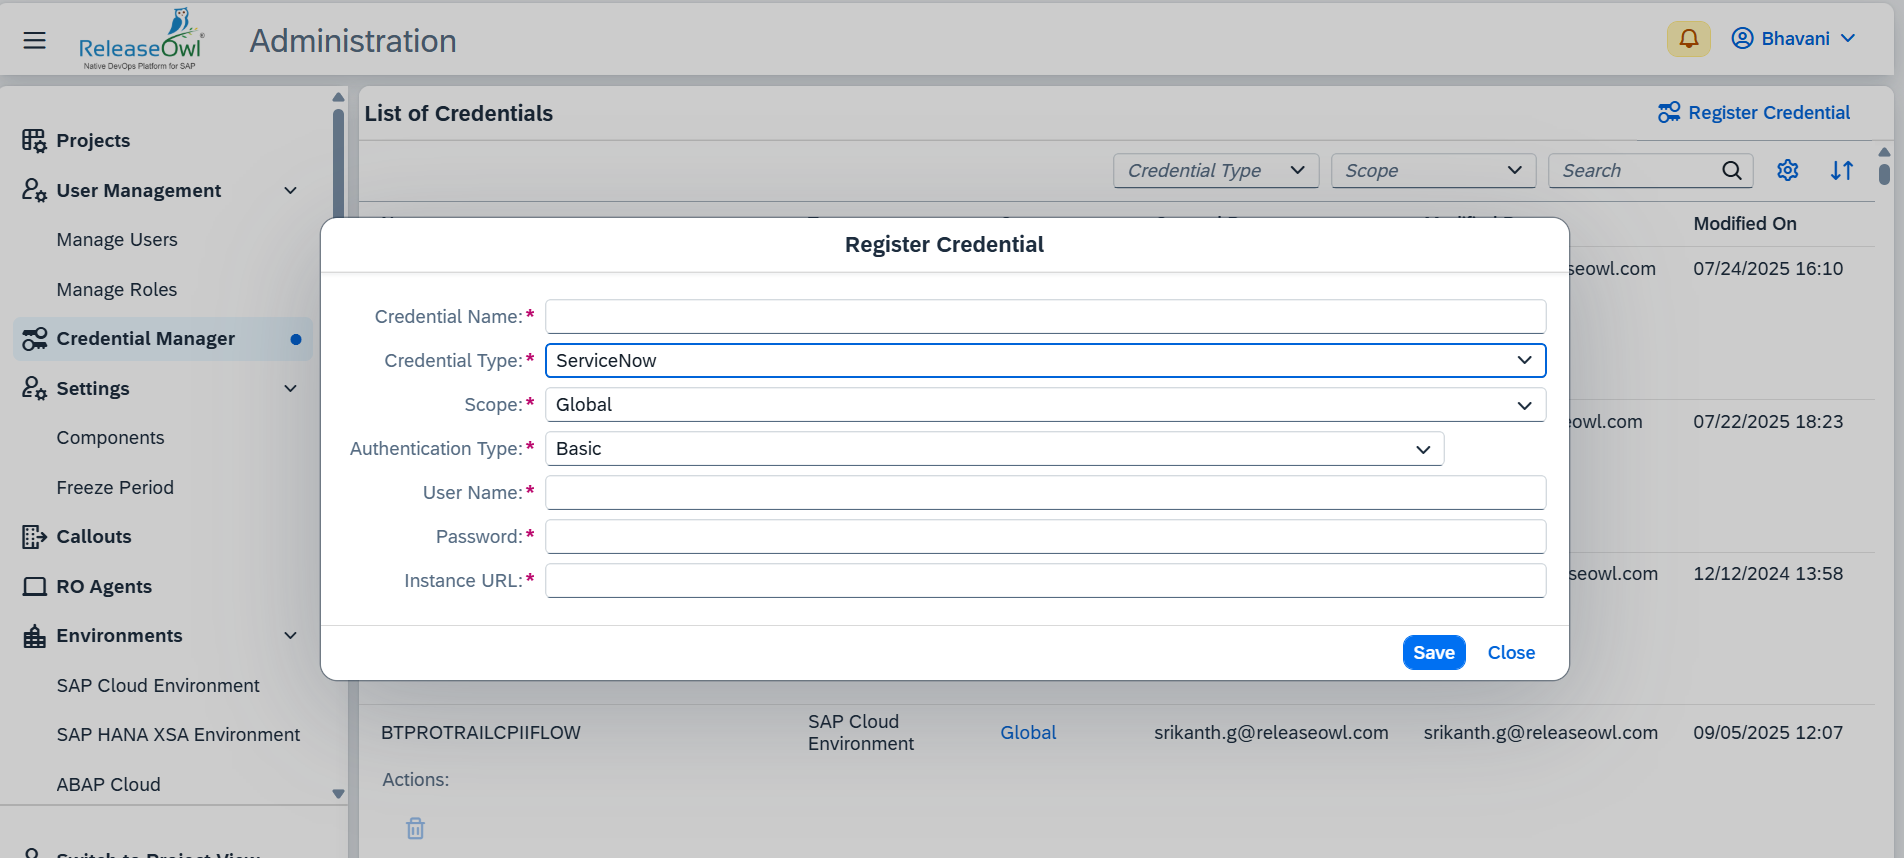 ReleaseOwl®
Native DevOps Platform for SAP
Administration
Bhavani
Projects
User Management
Manage Users
Manage Roles
Credential Manager
Settings
Components
Freeze Period
Callouts
RO Agents
Environments
SAP Cloud Environment
SAP HANA XSA Environment
ABAP Cloud
Switch to Project View
List of Credentials
Register Credential
Credential Type
Scope
Search
Modified On
seowl.com
07/24/2025 16:10
eowl.com
07/22/2025 18:23
seowl.com
12/12/2024 13:58
Register Credential
Credential Name:*
Credential Type:* ServiceNow
Scope:* Global
Authentication Type:* Basic
User Name:*
Password:*
Instance URL:*
Save
Close
BTPROTRAILCPIIFLOW
SAP Cloud
Environment
Global
srikanth.g@releaseowl.com
srikanth.g@releaseowl.com
09/05/2025 12:07
Actions: